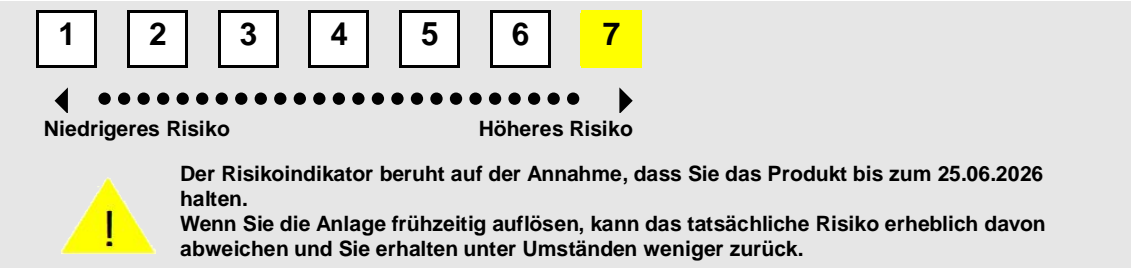 1 2 3 4 5 6 7
Niedrigeres Risiko Höheres Risiko
Der Risikoindikator beruht auf der Annahme, dass Sie das Produkt bis zum 25.06.2026
halten.
Wenn Sie die Anlage frühzeitig auflösen, kann das tatsächliche Risiko erheblich davon
abweichen und Sie erhalten unter Umständen weniger zurück.
!